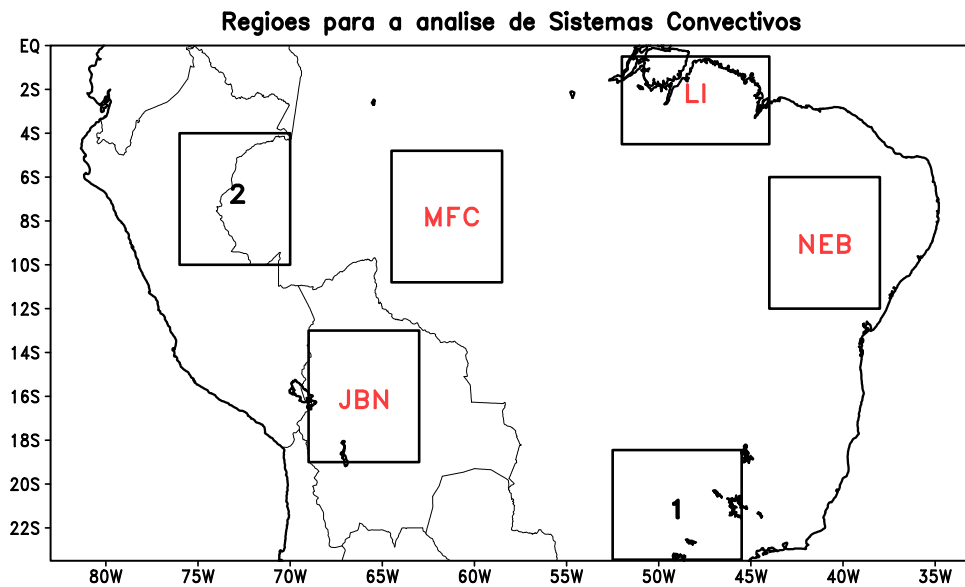 Regioes para a analise de Sistemas Convectivos
EQ
2S
LI
4S
6S
2
8S
MFC
NEB
10S
12S
14S
16S
JBN
18S
20S
1
22S
80W 75W 70W 65W 60W 55W 50W 45W 40W 35W